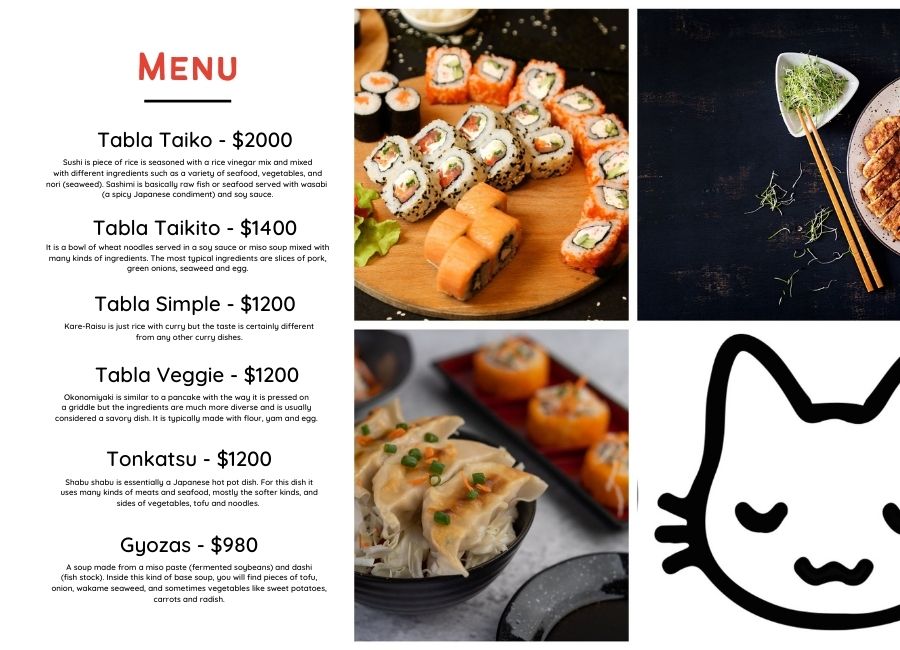 Menu
Tabla Taiko - $2000
Sushi is piece of rice is seasoned with a rice vinegar mix and mixed
with different ingredients such as a variety of seafood, vegetables, and
nori (seaweed). Sashimi is basically raw fish or seafood served with wasabi
(a spicy Japanese condiment) and soy sauce.
Tabla Taikito - $1400
It is a bowl of wheat noodles served in a soy sauce or miso soup mixed with
many kinds of ingredients. The most typical ingredients are slices of pork,
green onions, seaweed and egg.
Tabla Simple - $1200
Kare-Raisu is just rice with curry but the taste is certainly different
from any other curry dishes.
Tabla Veggie - $1200
Okonomiyaki is similar to a pancake with the way it is pressed on
a griddle but the ingredients are much more diverse and is usually
considered a savory dish. It is typically made with flour, yam and egg.
Tonkatsu - $1200
Shabu shabu is essentially a Japanese hot pot dish. For this dish it
uses many kinds of meats and seafood, mostly the softer kinds, and
sides of vegetables, tofu and noodles.
Gyozas - $980
A soup made from a miso paste (fermented soybeans) and dashi
(fish stock). Inside this kind of base soup, you will find pieces of tofu,
onion, wakame seaweed, and sometimes vegetables like sweet potatoes,
carrots and radish.